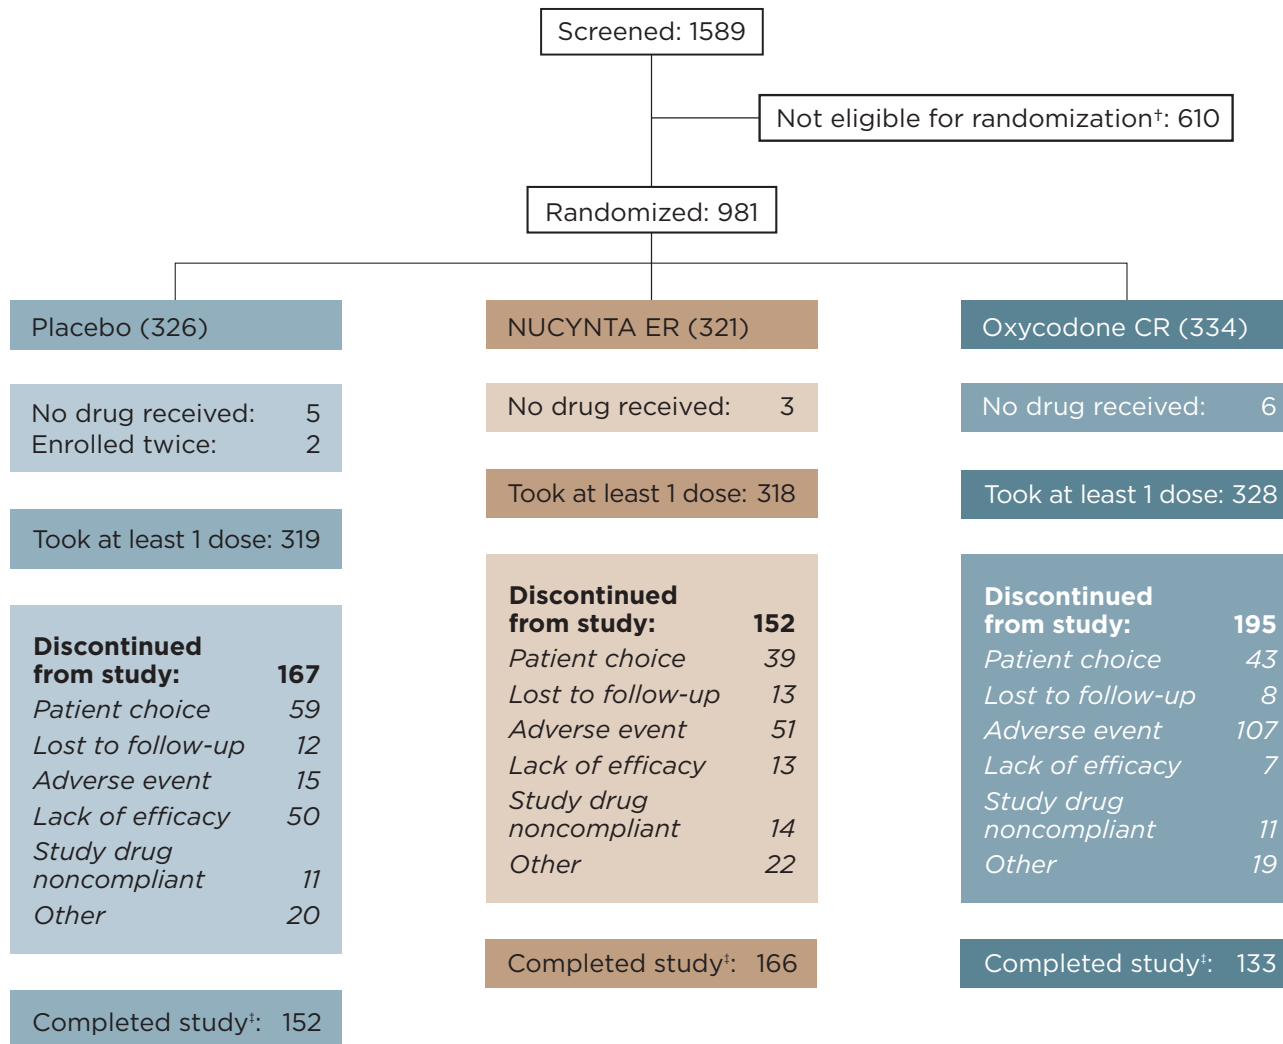 Screened: 1589
Not eligible for randomization†: 610
Randomized: 981
Placebo (326)
No drug received: 5
Enrolled twice: 2
Took at least 1 dose: 319
Discontinued
from study: 167
Patient choice 59
Lost to follow-up 12
Adverse event 15
Lack of efficacy 50
Study drug
noncompliant 11
Other 20
Completed study‡: 152
NUCYNTA ER (321)
No drug received: 3
Took at least 1 dose: 318
Discontinued
from study: 152
Patient choice 39
Lost to follow-up 13
Adverse event 51
Lack of efficacy 13
Study drug
noncompliant 14
Other 22
Completed study‡: 166
Oxycodone CR (334)
No drug received: 6
Took at least 1 dose: 328
Discontinued
from study: 195
Patient choice 43
Lost to follow-up 8
Adverse event 107
Lack of efficacy 7
Study drug
noncompliant 11
Other 19
Completed study‡: 133